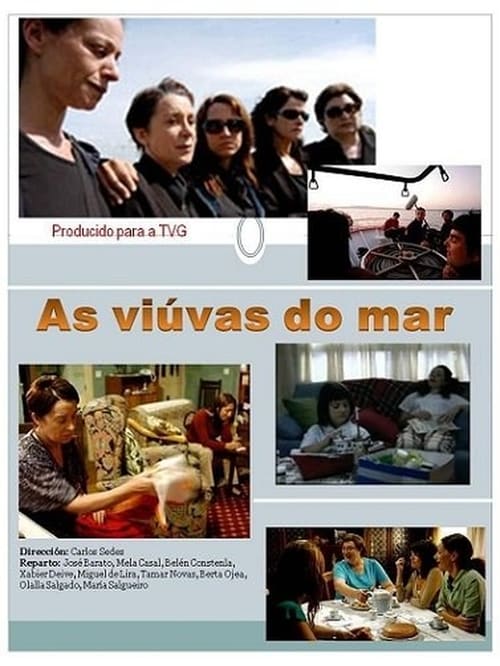 Producido para a TVG
As viúvas do mar
Dirección: Carlos Sedes
Reparto: José Barato, Mela Casal, Belén Constenla,
Xabier Deive, Miguel de Lira, Tamar Novas, Berta Ojea,
Olalla Salgado, María Salgueiro